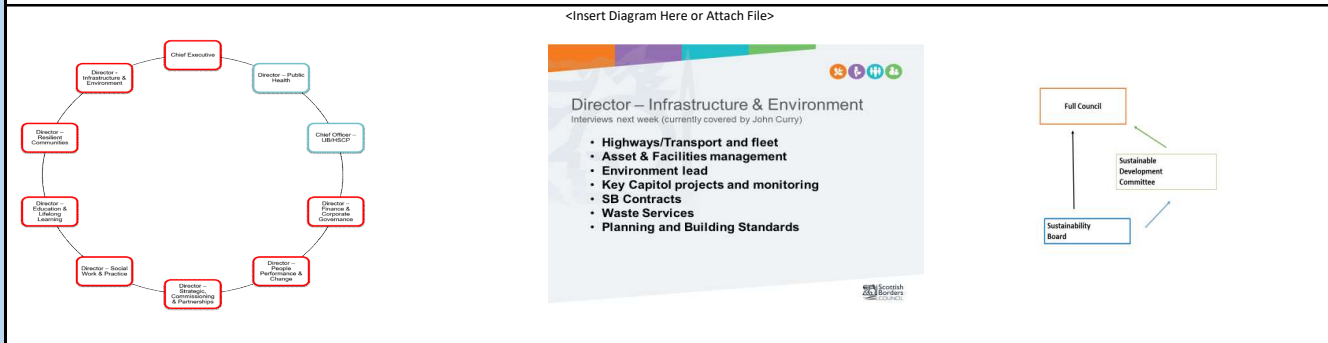 <Insert Diagram Here or Attach File>
Chief Executive
Director – Public
Health
Chief Officer –
IJB/HSCP
Director –
Finance &
Corporate
Governance
Director –
People
Performance &
Change
Director –
Strategic,
Commissioning
& Partnerships
Director – Social
Work & Practice
Director –
Education &
Lifelong
Learning
Director –
Resilient
Communities
Director -
Infrastructure &
Environment
Director – Infrastructure & Environment
Interviews next week (currently covered by John Curry)
• Highways/Transport and fleet
• Asset & Facilities management
• Environment lead
• Key Capitol projects and monitoring
• SB Contracts
• Waste Services
• Planning and Building Standards
Scottish
Borders
COUNCIL
Full Council
Sustainable
Development
Committee
Sustainability
Board